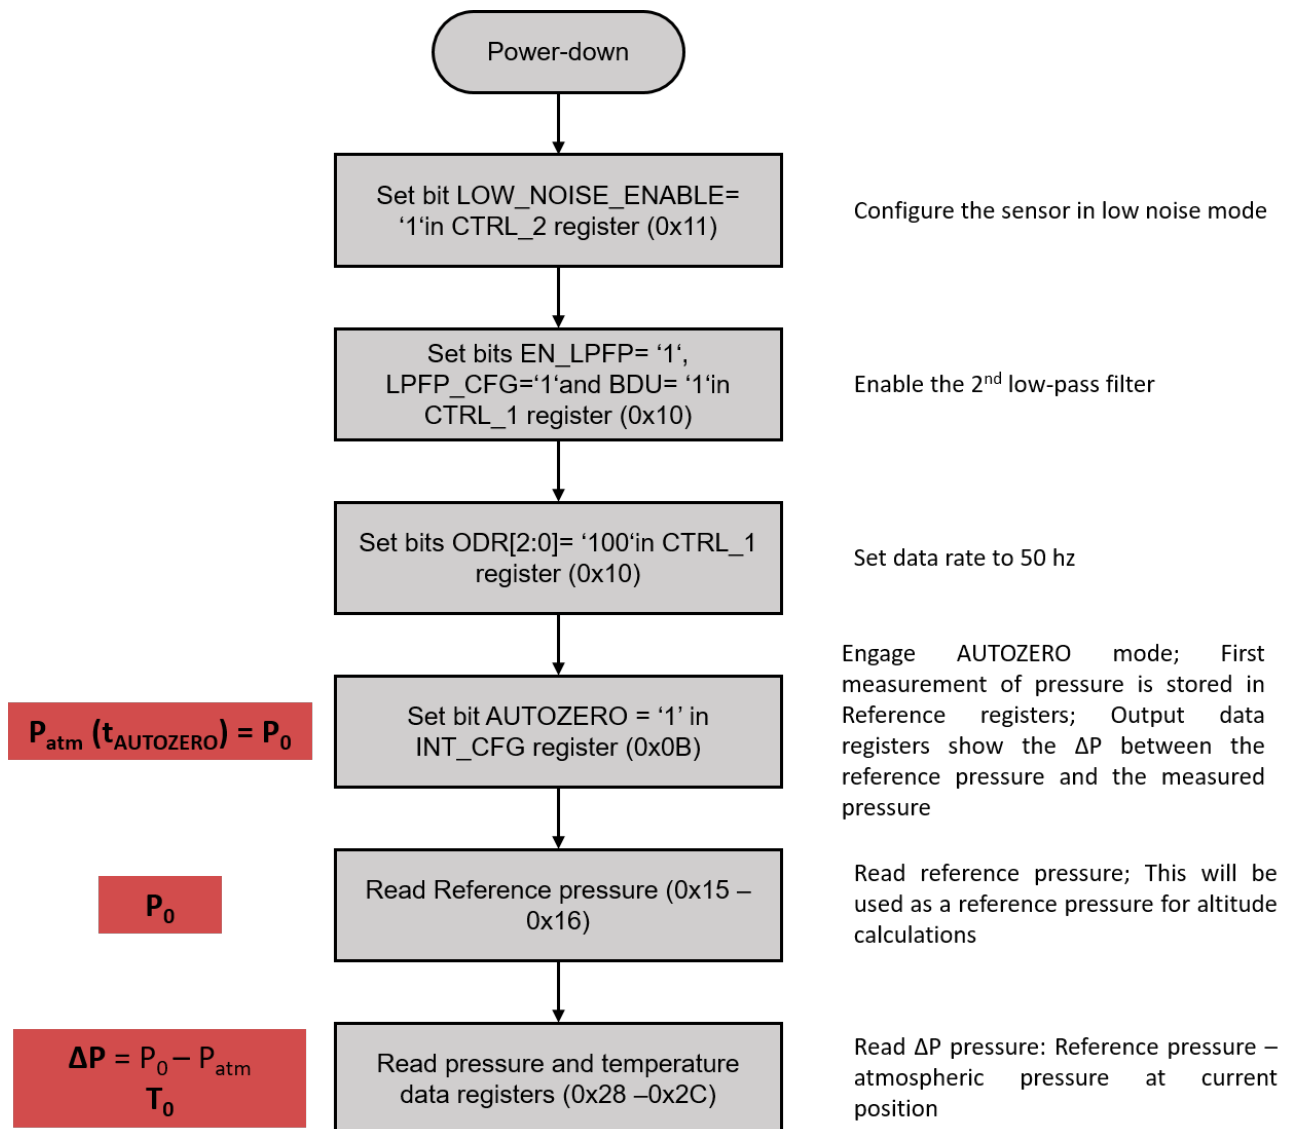 Power-down
Set bit LOW_NOISE_ENABLE=
‘1‘in CTRL_2 register (0x11)
Configure the sensor in low noise mode
Set bits EN_LPFP= ‘1‘,
LPFP_CFG=‘1‘and BDU= ‘1‘in
CTRL_1 register (0x10)
Enable the 2nd low-pass filter
Set bits ODR[2:0]= ‘100‘in CTRL_1
register (0x10)
Set data rate to 50 hz
Patm (tAUTOZERO) = P0
Set bit AUTOZERO = ‘1’ in
INT_CFG register (0x0B)
Engage AUTOZERO mode; First
measurement of pressure is stored in
Reference registers; Output data
registers show the ΔP between the
reference pressure and the measured
pressure
P0
Read Reference pressure (0x15 –
0x16)
Read reference pressure; This will be
used as a reference pressure for altitude
calculations
ΔP = P0 – Patm
T0
Read pressure and temperature
data registers (0x28 –0x2C)
Read ΔP pressure: Reference pressure –
atmospheric pressure at current
position